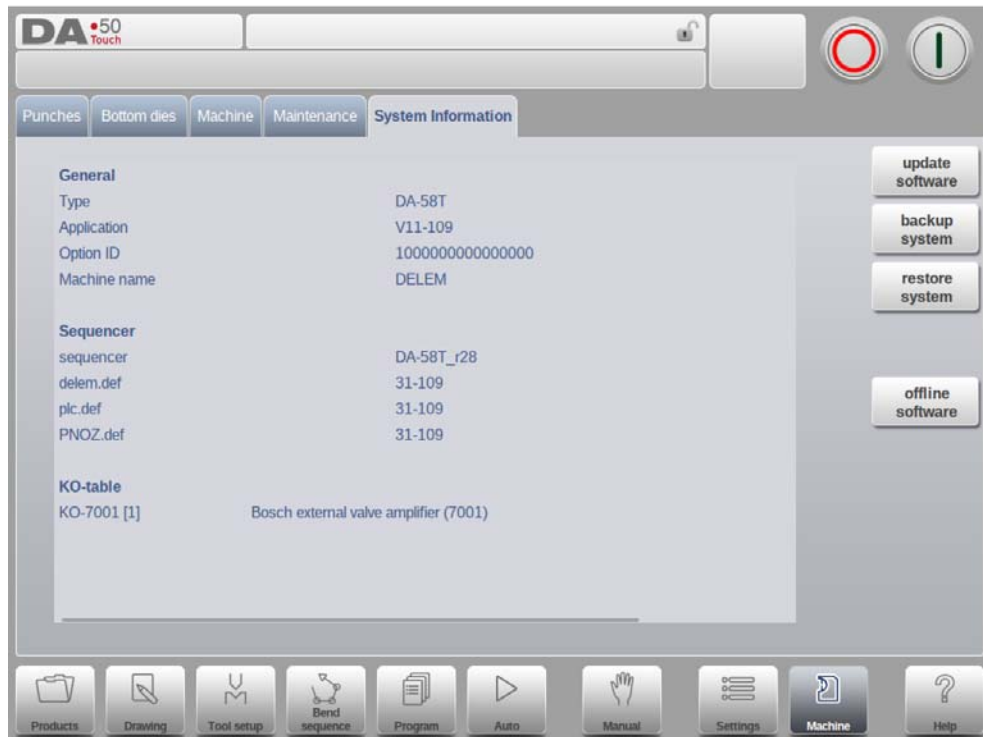 DA•50
Touch
Punches Bottom dies Machine Maintenance System Information
General
Type DA-58T
Application V11-109
Option ID 1000000000000000
Machine name DELEM
Sequencer
sequencer DA-58T_r28
delem.def 31-109
plc.def 31-109
PNOZ.def 31-109
KO-table
KO-7001 [1] Bosch external valve amplifier (7001)
update
software
backup
system
restore
system
offline
software
Products Drawing Tool setup Bend
sequence Program Auto Manual Settings Machine Help